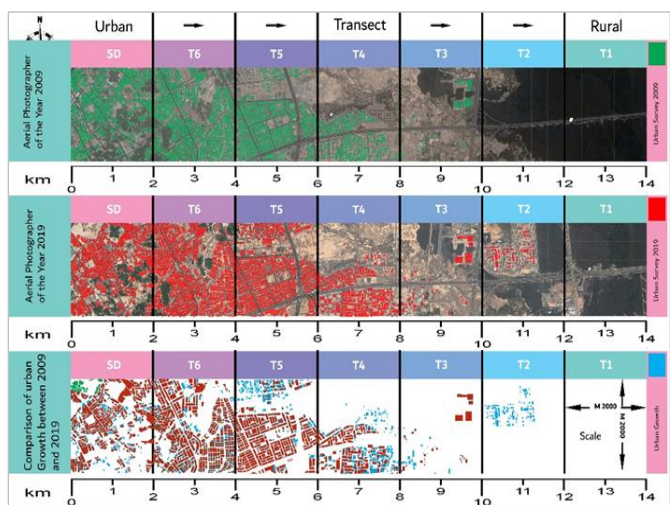 N
Urban Transect Rural
Aerial Photographer
of the Year 2009
SD T6 T5 T4 T3 T2 T1
Urban Survey 2009
km
0 1 2 3 4 5 6 7 8 9 10 11 12 13 14
Aerial Photographer
of the Year 2019
SD T6 T5 T4 T3 T2 T1
Urban Survey 2019
km
0 1 2 3 4 5 6 7 8 9 10 11 12 13 14
Comparison of urban
Growth between 2009
and 2019
SD T6 T5 T4 T3 T2 T1
M 2000
M 2000
Scale
Urban Growth
km
0 1 2 3 4 5 6 7 8 9 10 11 12 13 14